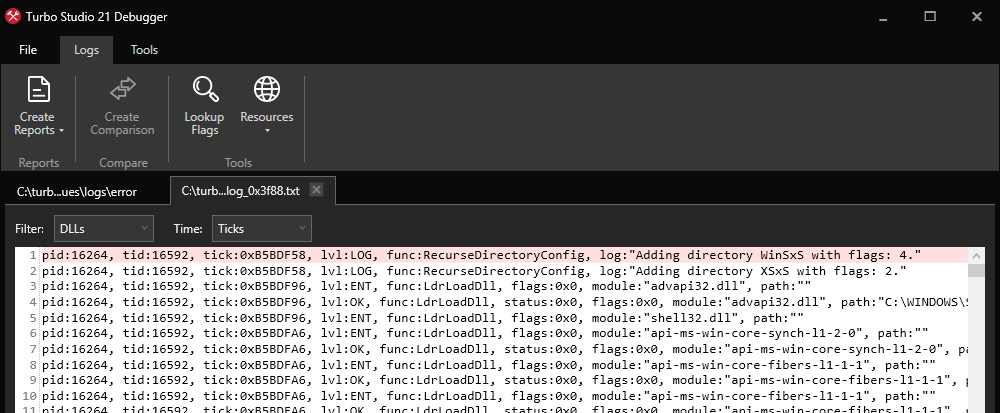 Turbo Studio 21 Debugger
File Logs Tools
Create Reports
Create Comparison
Lookup Flags
Resources
Reports Compare Tools
C:\turb...ues\logs\error C:\turb...log_0x3f88.txt
Filter: DLLs Time: Ticks
1 pid:16264, tid:16592, tick:0xB5BDF58, lvl:LOG, func:RecurseDirectoryConfig, log:"Adding directory WinSxS with flags: 4."
2 pid:16264, tid:16592, tick:0xB5BDF58, lvl:LOG, func:RecurseDirectoryConfig, log:"Adding directory XSxS with flags: 2."
3 pid:16264, tid:16592, tick:0xB5BDF96, lvl:ENT, func:LdrLoadDll, flags:0x0, module:"advapi32.dll", path:""
4 pid:16264, tid:16592, tick:0xB5BDF96, lvl:OK, func:LdrLoadDll, status:0x0, flags:0x0, module:"advapi32.dll", path:"C:\WINDOWS\S
5 pid:16264, tid:16592, tick:0xB5BDF96, lvl:ENT, func:LdrLoadDll, flags:0x0, module:"shell32.dll", path:""
6 pid:16264, tid:16592, tick:0xB5BDFA6, lvl:ENT, func:LdrLoadDll, flags:0x0, module:"api-ms-win-core-synch-l1-2-0", path:""
7 pid:16264, tid:16592, tick:0xB5BDFA6, lvl:OK, func:LdrLoadDll, status:0x0, flags:0x0, module:"api-ms-win-core-synch-l1-2-0", pa
8 pid:16264, tid:16592, tick:0xB5BDFA6, lvl:ENT, func:LdrLoadDll, flags:0x0, module:"api-ms-win-core-fibers-l1-1-1", path:""
9 pid:16264, tid:16592, tick:0xB5BDFA6, lvl:OK, func:LdrLoadDll, status:0x0, flags:0x0, module:"api-ms-win-core-fibers-l1-1-1", p
10 pid:16264, tid:16592, tick:0xB5BDFA6, lvl:ENT, func:LdrLoadDll, flags:0x0, module:"api-ms-win-core-fibers-l1-1-1", path:""
11 pid:16264, tid:16592, tick:0xB5BDFA6, lvl:OK, func:LdrLoadDll, status:0x0, flags:0x0, module:"api-ms-win-core-fibers-l1-1-1", p